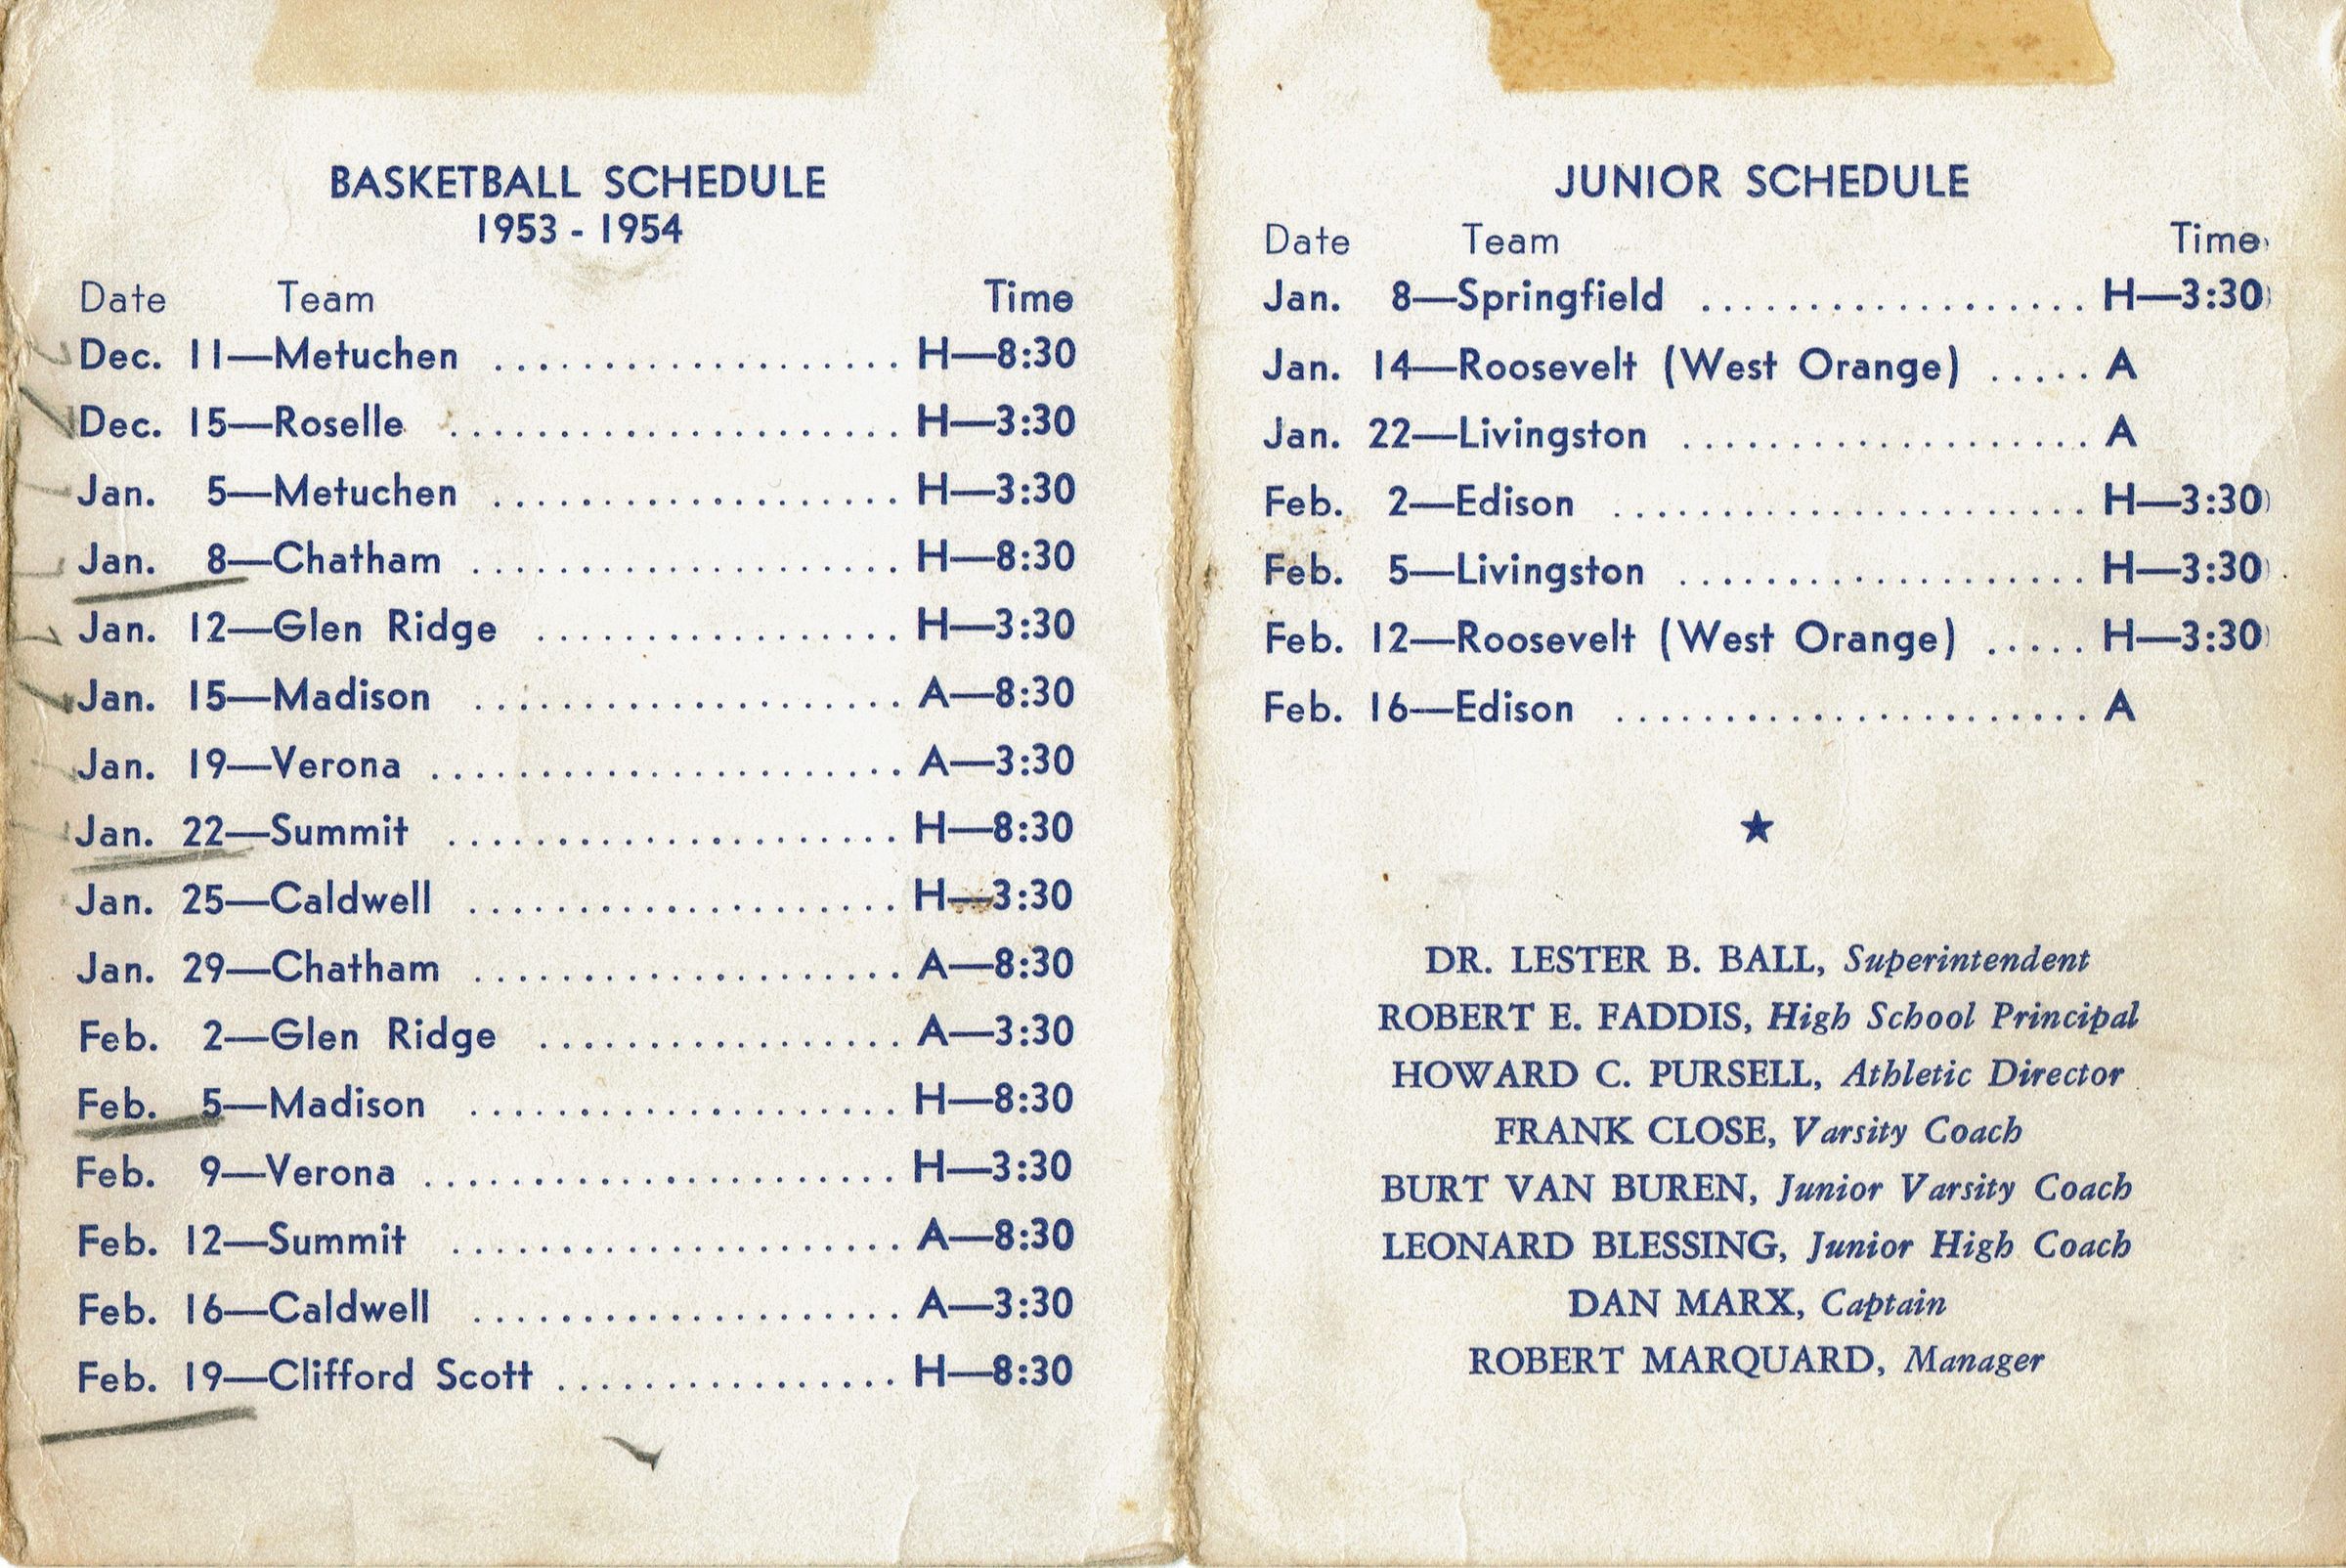 BASKETBALL SCHEDULE
1953 - 1954
Date Team Time
Dec. 11—Metuchen .................... H—8:30
Dec. 15—Roselle ...................... H—3:30
Jan. 5—Metuchen .................... H—3:30
Jan. 8—Chatham ..................... H—8:30
Jan. 12—Glen Ridge ................. H—3:30
Jan. 15—Madison ..................... A—8:30
Jan. 19—Verona ....................... A—3:30
Jan. 22—Summit ...................... H—8:30
Jan. 25—Caldwell ..................... H—3:30
Jan. 29—Chatham ..................... A—8:30
Feb. 2—Glen Ridge ................. A—3:30
Feb. 5—Madison ..................... H—8:30
Feb. 9—Verona ....................... H—3:30
Feb. 12—Summit ...................... A—8:30
Feb. 16—Caldwell ..................... A—3:30
Feb. 19—Clifford Scott ................ H—8:30
JUNIOR SCHEDULE
Date Team Time
Jan. 8—Springfield .................. H—3:30
Jan. 14—Roosevelt (West Orange) ..... A
Jan. 22—Livingston ................... A
Feb. 2—Edison ...................... H—3:30
Feb. 5—Livingston ................... H—3:30
Feb. 12—Roosevelt (West Orange) ..... H—3:30
Feb. 16—Edison ...................... A
★
DR. LESTER B. BALL, Superintendent
ROBERT E. FADDIS, High School Principal
HOWARD C. PURSELL, Athletic Director
FRANK CLOSE, Varsity Coach
BURT VAN BUREN, Junior Varsity Coach
LEONARD BLESSING, Junior High Coach
DAN MARX, Captain
ROBERT MARQUARD, Manager